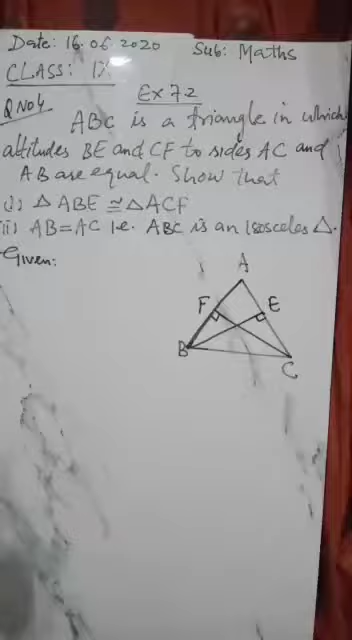 Date: 16.06.2020 Sub: Maths
CLASS: IX
Ex 7.2
Q NO4
ABC is a triangle in which
altitudes BE and CF to sides AC and
AB are equal. Show that
(i) △ ABE ≅ △ ACF
ii) AB = AC i.e. ABC is an Isosceles △.
Given:
A
F E
B
C